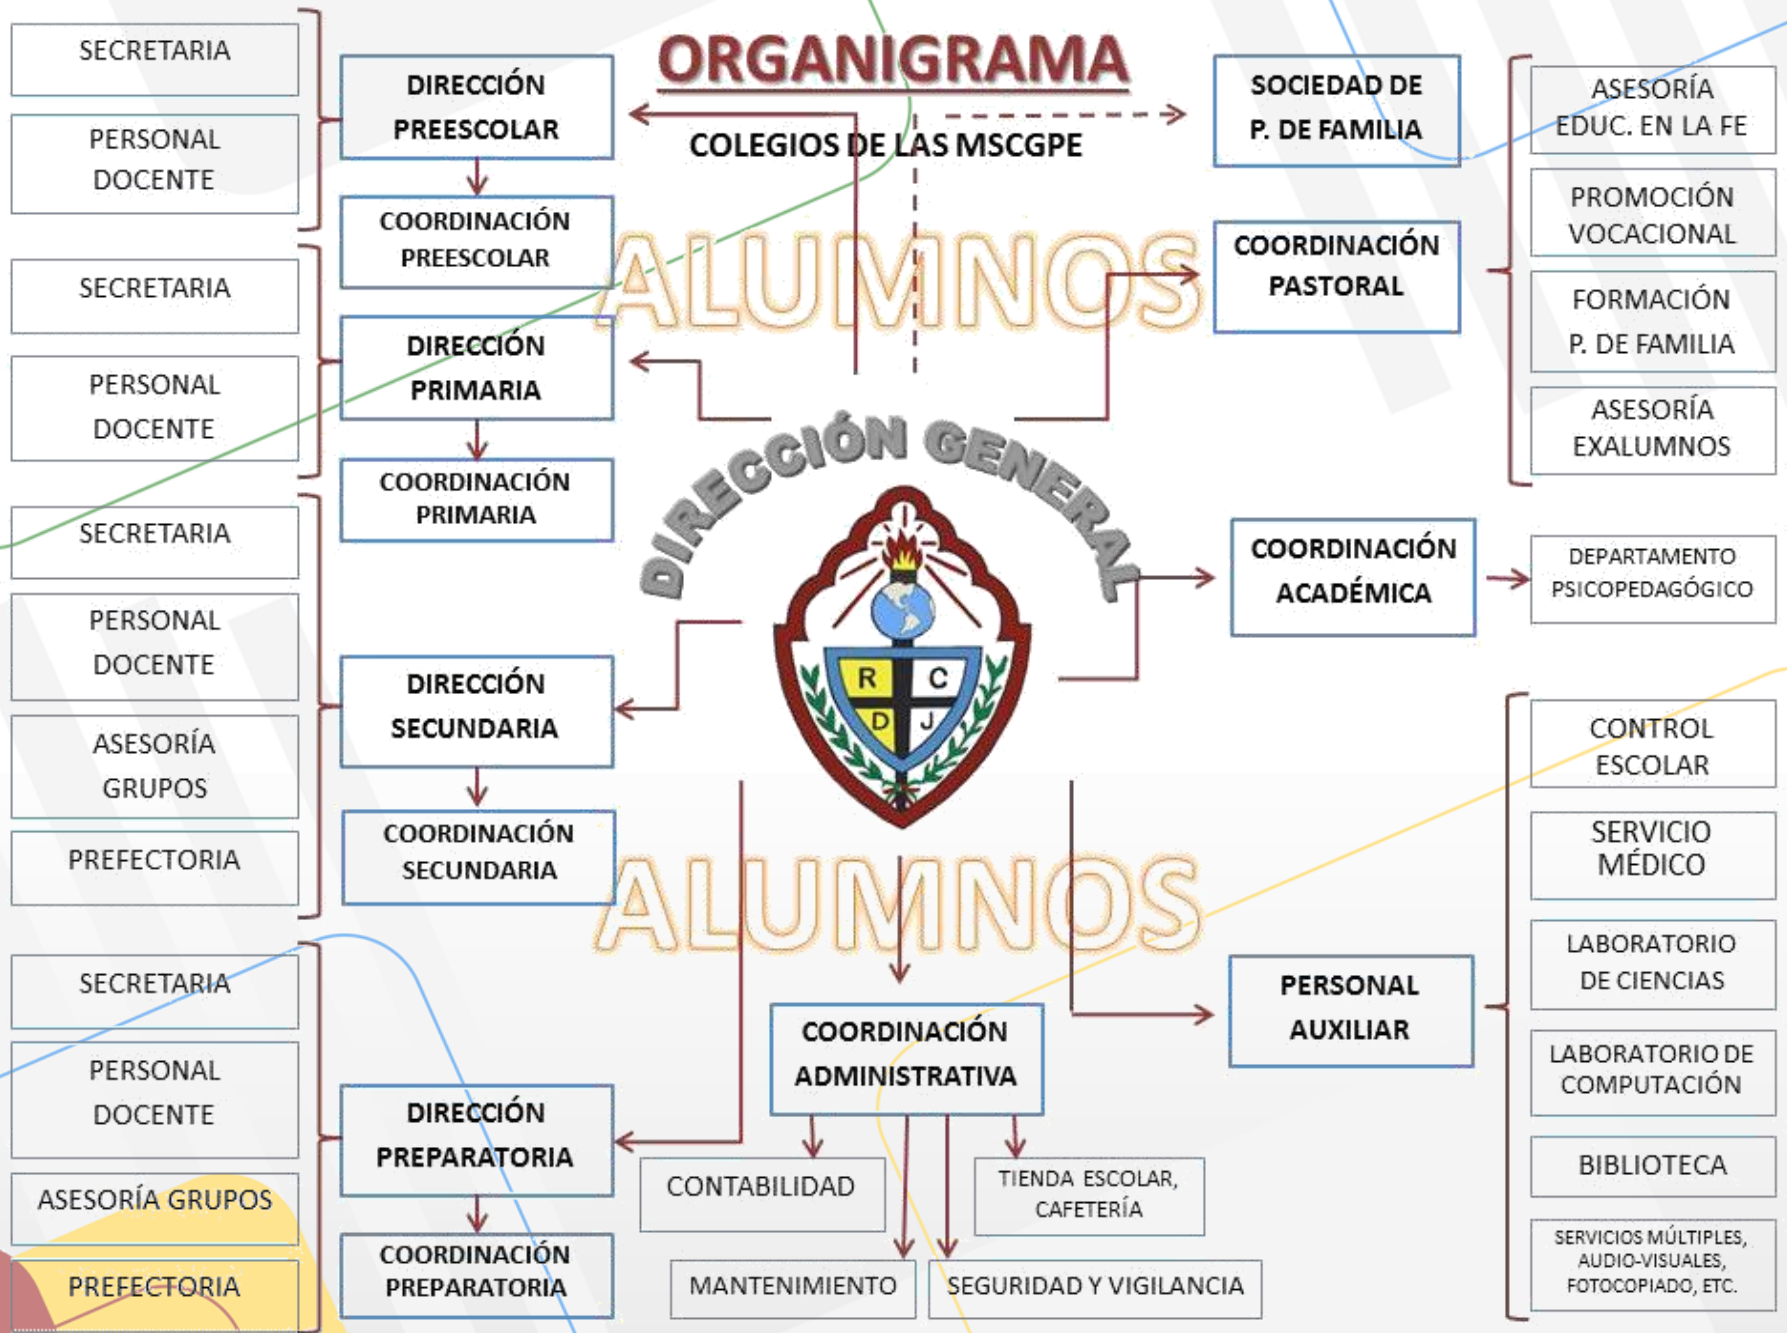 ORGANIGRAMA
COLEGIOS DE LAS MSCGPE
SECRETARIA
PERSONAL
DOCENTE
DIRECCIÓN
PREESCOLAR
COORDINACIÓN
PREESCOLAR
SECRETARIA
PERSONAL
DOCENTE
DIRECCIÓN
PRIMARIA
COORDINACIÓN
PRIMARIA
SECRETARIA
PERSONAL
DOCENTE
ASESORÍA
GRUPOS
PREFECTORIA
DIRECCIÓN
SECUNDARIA
COORDINACIÓN
SECUNDARIA
SECRETARIA
PERSONAL
DOCENTE
ASESORÍA GRUPOS
PREFECTORIA
DIRECCIÓN
PREPARATORIA
COORDINACIÓN
PREPARATORIA
ALUMNOS
DIRECCIÓN GENERAL
R C
D J
ALUMNOS
COORDINACIÓN
ADMINISTRATIVA
CONTABILIDAD
TIENDA ESCOLAR,
CAFETERÍA
MANTENIMIENTO
SEGURIDAD Y VIGILANCIA
SOCIEDAD DE
P. DE FAMILIA
COORDINACIÓN
PASTORAL
ASESORÍA
EDUC. EN LA FE
PROMOCIÓN
VOCACIONAL
FORMACIÓN
P. DE FAMILIA
ASESORÍA
EXALUMNOS
COORDINACIÓN
ACADÉMICA
DEPARTAMENTO
PSICOPEDAGÓGICO
PERSONAL
AUXILIAR
CONTROL
ESCOLAR
SERVICIO
MÉDICO
LABORATORIO
DE CIENCIAS
LABORATORIO DE
COMPUTACIÓN
BIBLIOTECA
SERVICIOS MÚLTIPLES,
AUDIO-VISUALES,
FOTOCOPIADO, ETC.